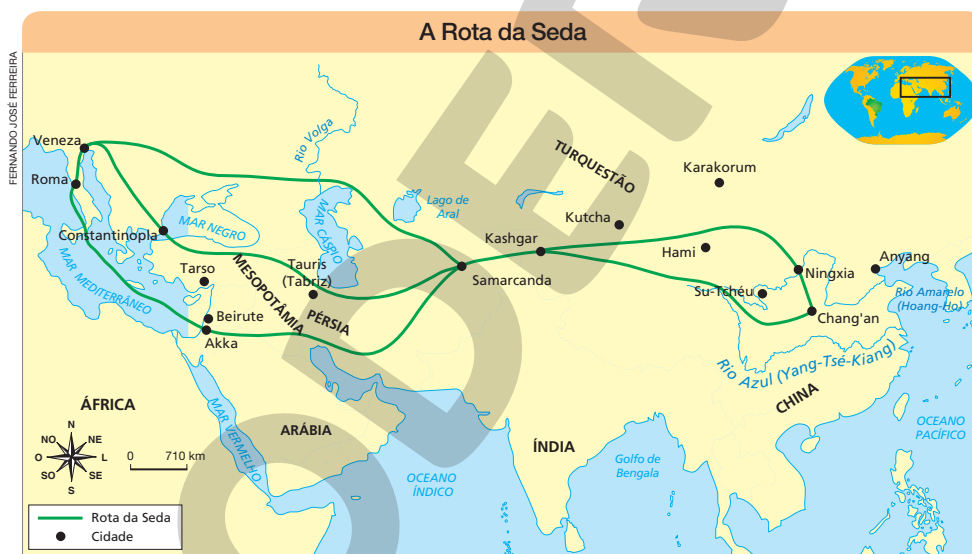 A Rota da Seda
FERNANDO JOSÉ FERREIRA
Veneza
Roma
Constantinopla
MAR NEGRO
Rio Volga
MAR CÁSPIO
Lago de
Aral
TURQUESTÃO
Karakorum
Kutcha
Kashgar
Hami
Samarcanda
Ningxia
Anyang
Su-Tchéu
Rio Amarelo
(Hoang-Ho)
Chang'an
MAR MEDITERRÂNEO
Tarso
MESOPOTÂMIA
Tauris
(Tabriz)
PÉRSIA
Beirute
Akka
Rio Azul (Yang-Tsé-Kiang)
CHINA
ÁFRICA
MAR VERMELHO
ARÁBIA
ÍNDIA
OCEANO
PACÍFICO
Golfo de
Bengala
OCEANO
ÍNDICO
N
NO NE
O L
SO SE
S
0 710 km
Rota da Seda
Cidade